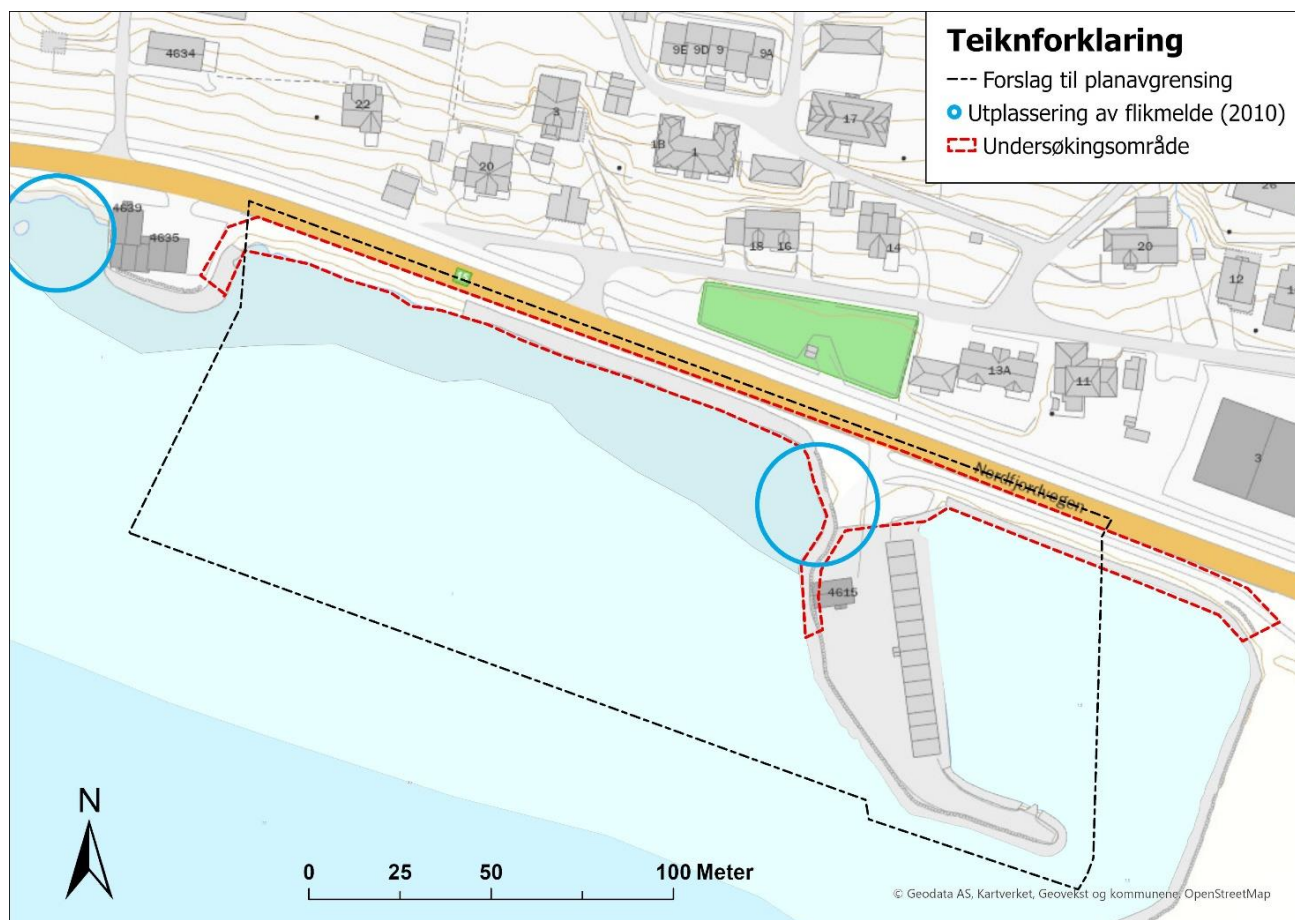 Teiknforklaring
Forslag til planavgrensing
Utplassering av flikmelde (2010)
Undersøkingsområde
4634
22
3
9E 9D 9 9A
17
1B 1
20
4639
4635
18 16
14
20
12
13A
11
3
Nordfjordvegen
4615
N
0 25 50 100 Meter
© Geodata AS, Kartverket, Geovekst og kommunene, OpenStreetMap